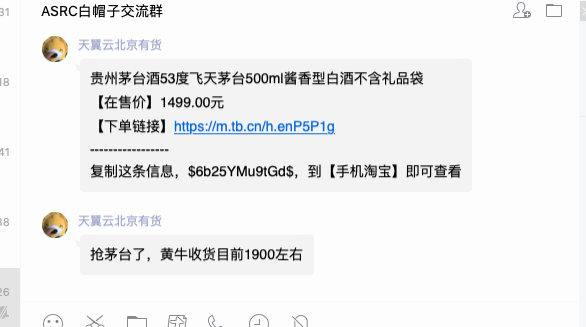 31
ASRC白帽子交流群
天翼云北京有货
贵州茅台酒53度飞天茅台500ml酱香型白酒不含礼品袋
18
【在售价】1499.00元
【下单链接】https://m.tb.cn/h.enP5P1g
-----------------
41
复制这条信息，$6b25YMu9tGd$，到【手机淘宝】即可查看
38
天翼云北京有货
抢茅台了，黄牛收货目前1900左右
26